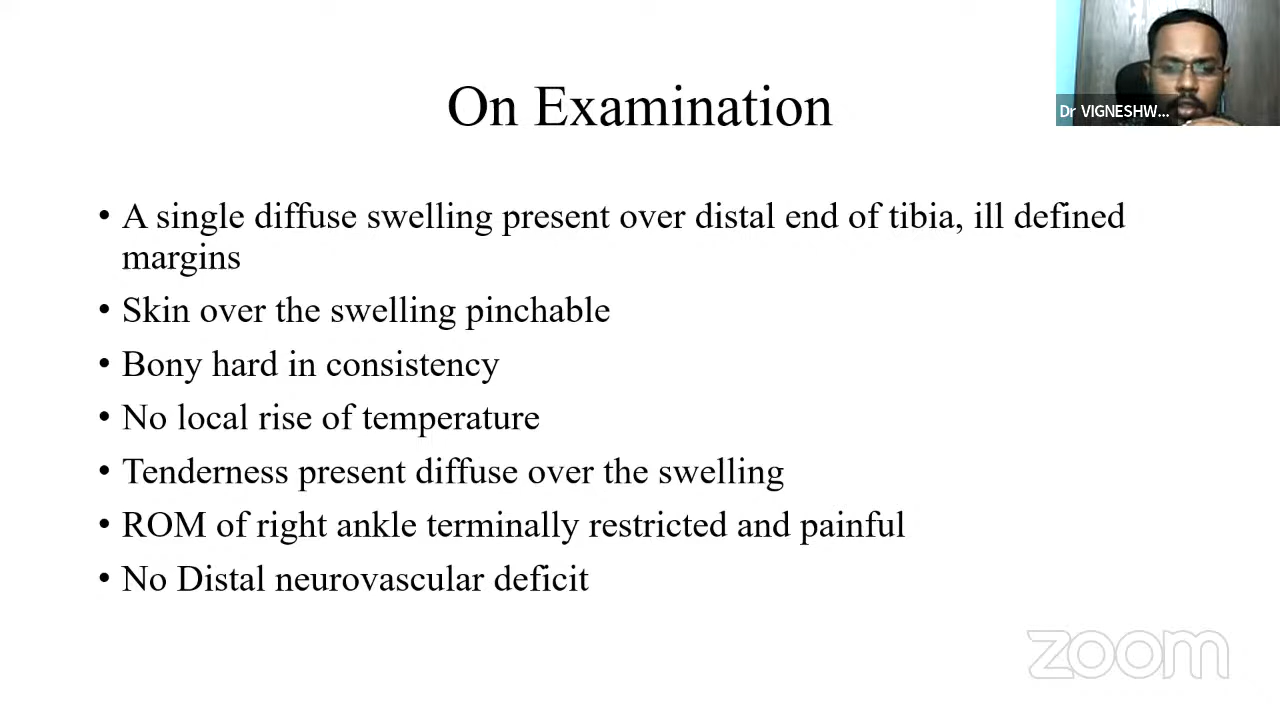 Dr VIGNESHW...
On Examination
• A single diffuse swelling present over distal end of tibia, ill defined
margins
• Skin over the swelling pinchable
• Bony hard in consistency
• No local rise of temperature
• Tenderness present diffuse over the swelling
• ROM of right ankle terminally restricted and painful
• No Distal neurovascular deficit
zoom